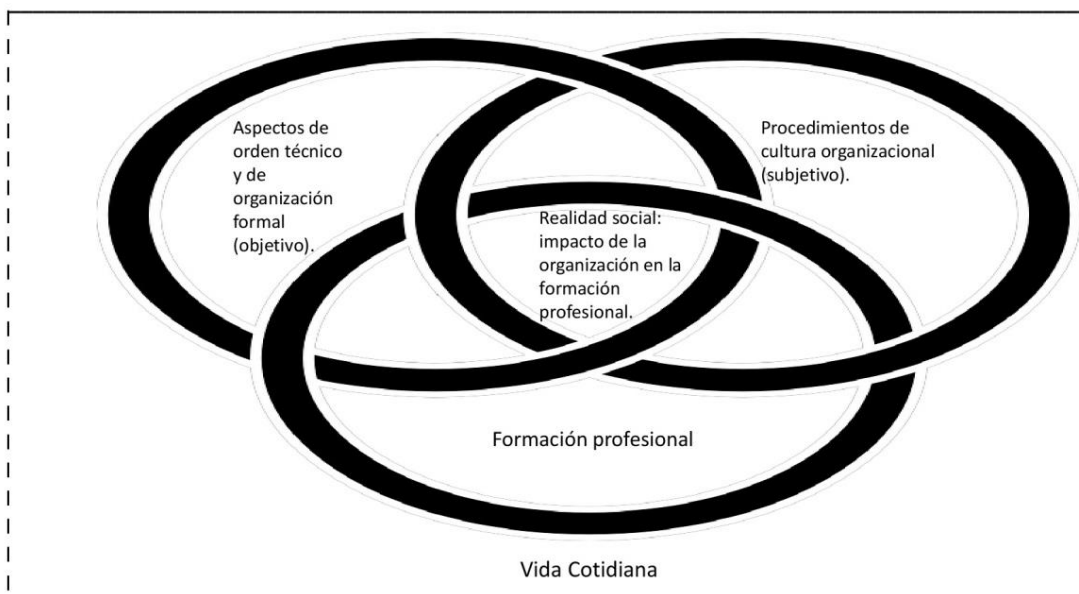 Aspectos de
orden técnico
y de
organización
formal
(objetivo).
Procedimientos de
cultura organizacional
(subjetivo).
Realidad social:
impacto de la
organización en la
formación
profesional.
Formación profesional
Vida Cotidiana